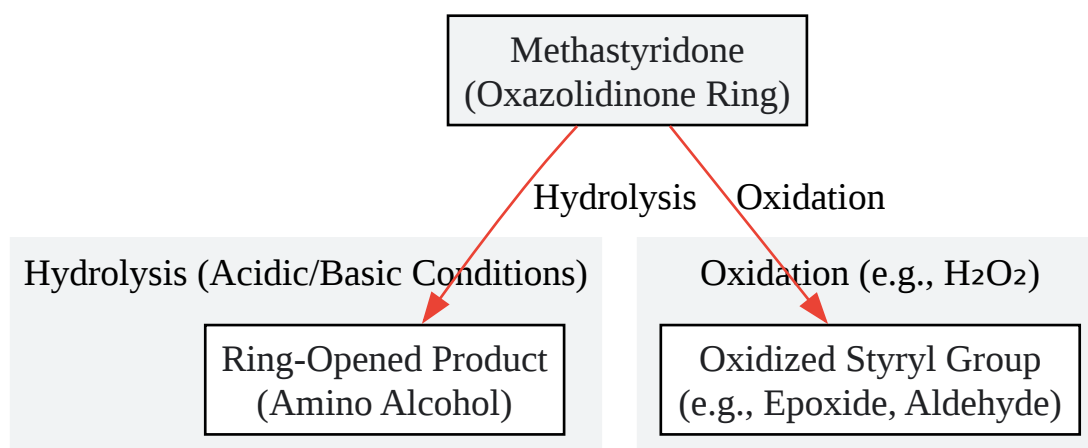 Methastyridone
(Oxazolidinone Ring)
Hydrolysis
Oxidation
Hydrolysis (Acidic/Basic Conditions)
Oxidation (e.g., H₂O₂)
Ring-Opened Product
(Amino Alcohol)
Oxidized Styryl Group
(e.g., Epoxide, Aldehyde)